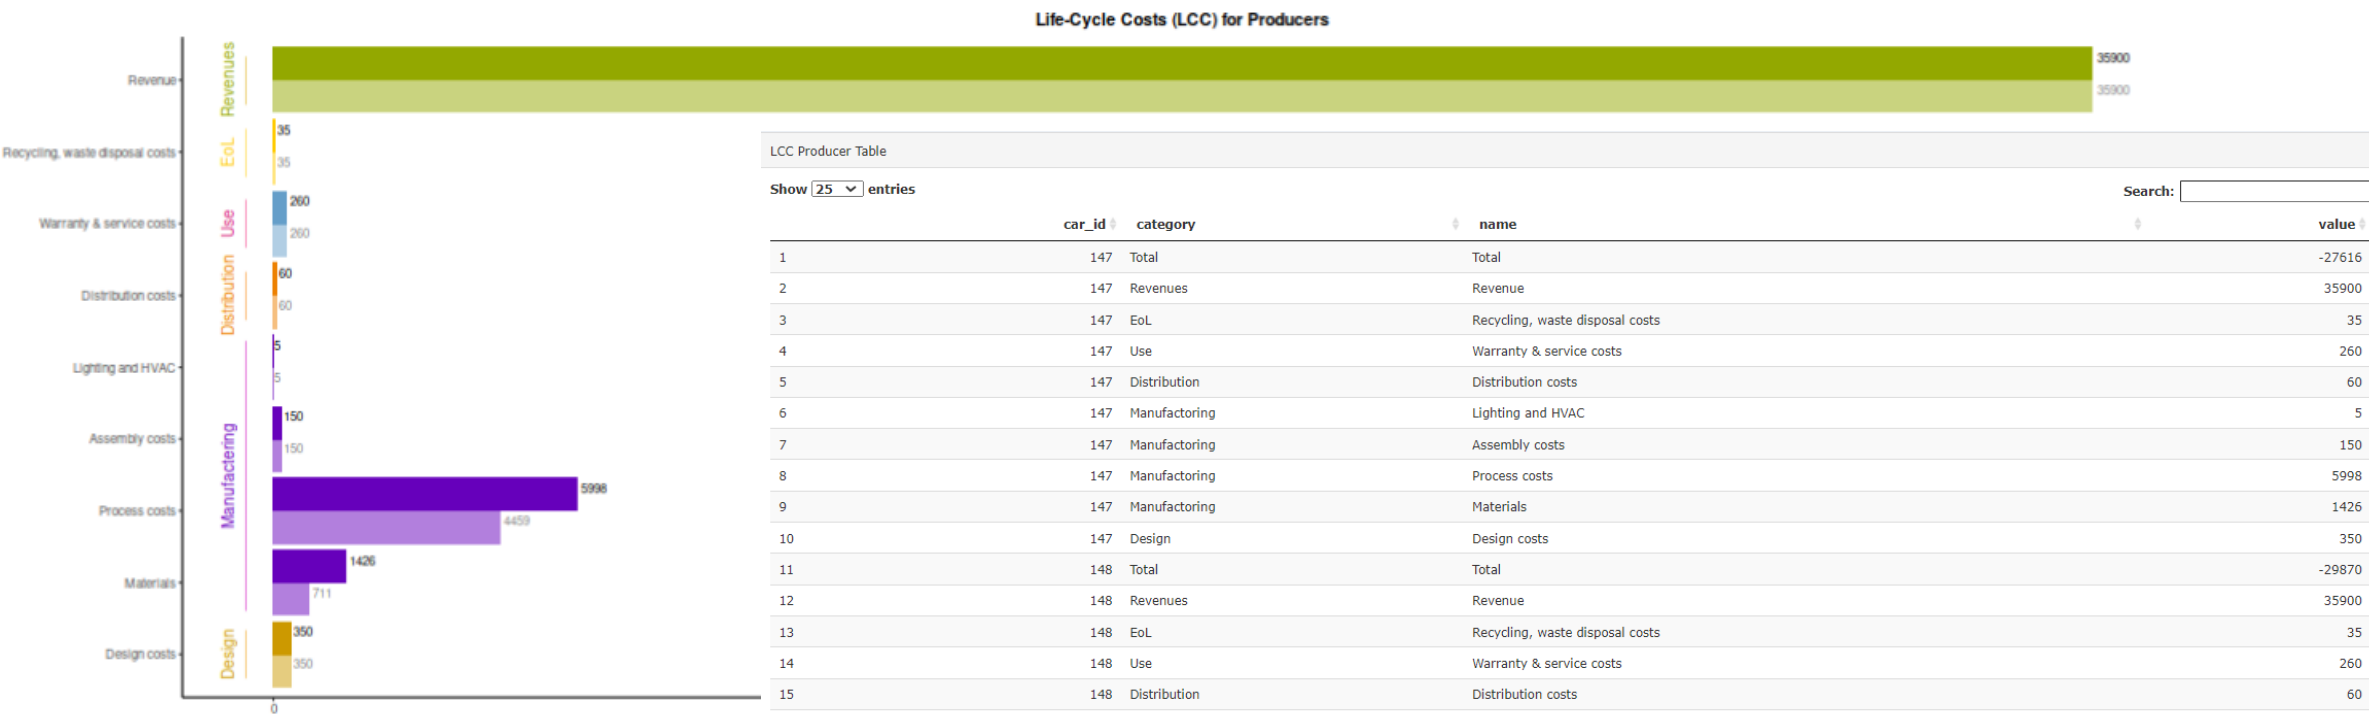 Life-Cycle Costs (LCC) for Producers
Revenue
Revenues
35900
35900
Recycling, waste disposal costs
EoL
35
35
Warranty & service costs
Use
260
260
Distribution costs
Distribution
60
60
Lighting and HVAC
5
5
Assembly costs
Manufactering
150
150
Process costs
5998
4459
Materials
1426
711
Design costs
Design
350
350
0
LCC Producer Table
Show 25 entries
Search:
car_id category name value
1 147 Total Total -27616
2 147 Revenues Revenue 35900
3 147 EoL Recycling, waste disposal costs 35
4 147 Use Warranty & service costs 260
5 147 Distribution Distribution costs 60
6 147 Manufactoring Lighting and HVAC 5
7 147 Manufactoring Assembly costs 150
8 147 Manufactoring Process costs 5998
9 147 Manufactoring Materials 1426
10 147 Design Design costs 350
11 148 Total Total -29870
12 148 Revenues Revenue 35900
13 148 EoL Recycling, waste disposal costs 35
14 148 Use Warranty & service costs 260
15 148 Distribution Distribution costs 60